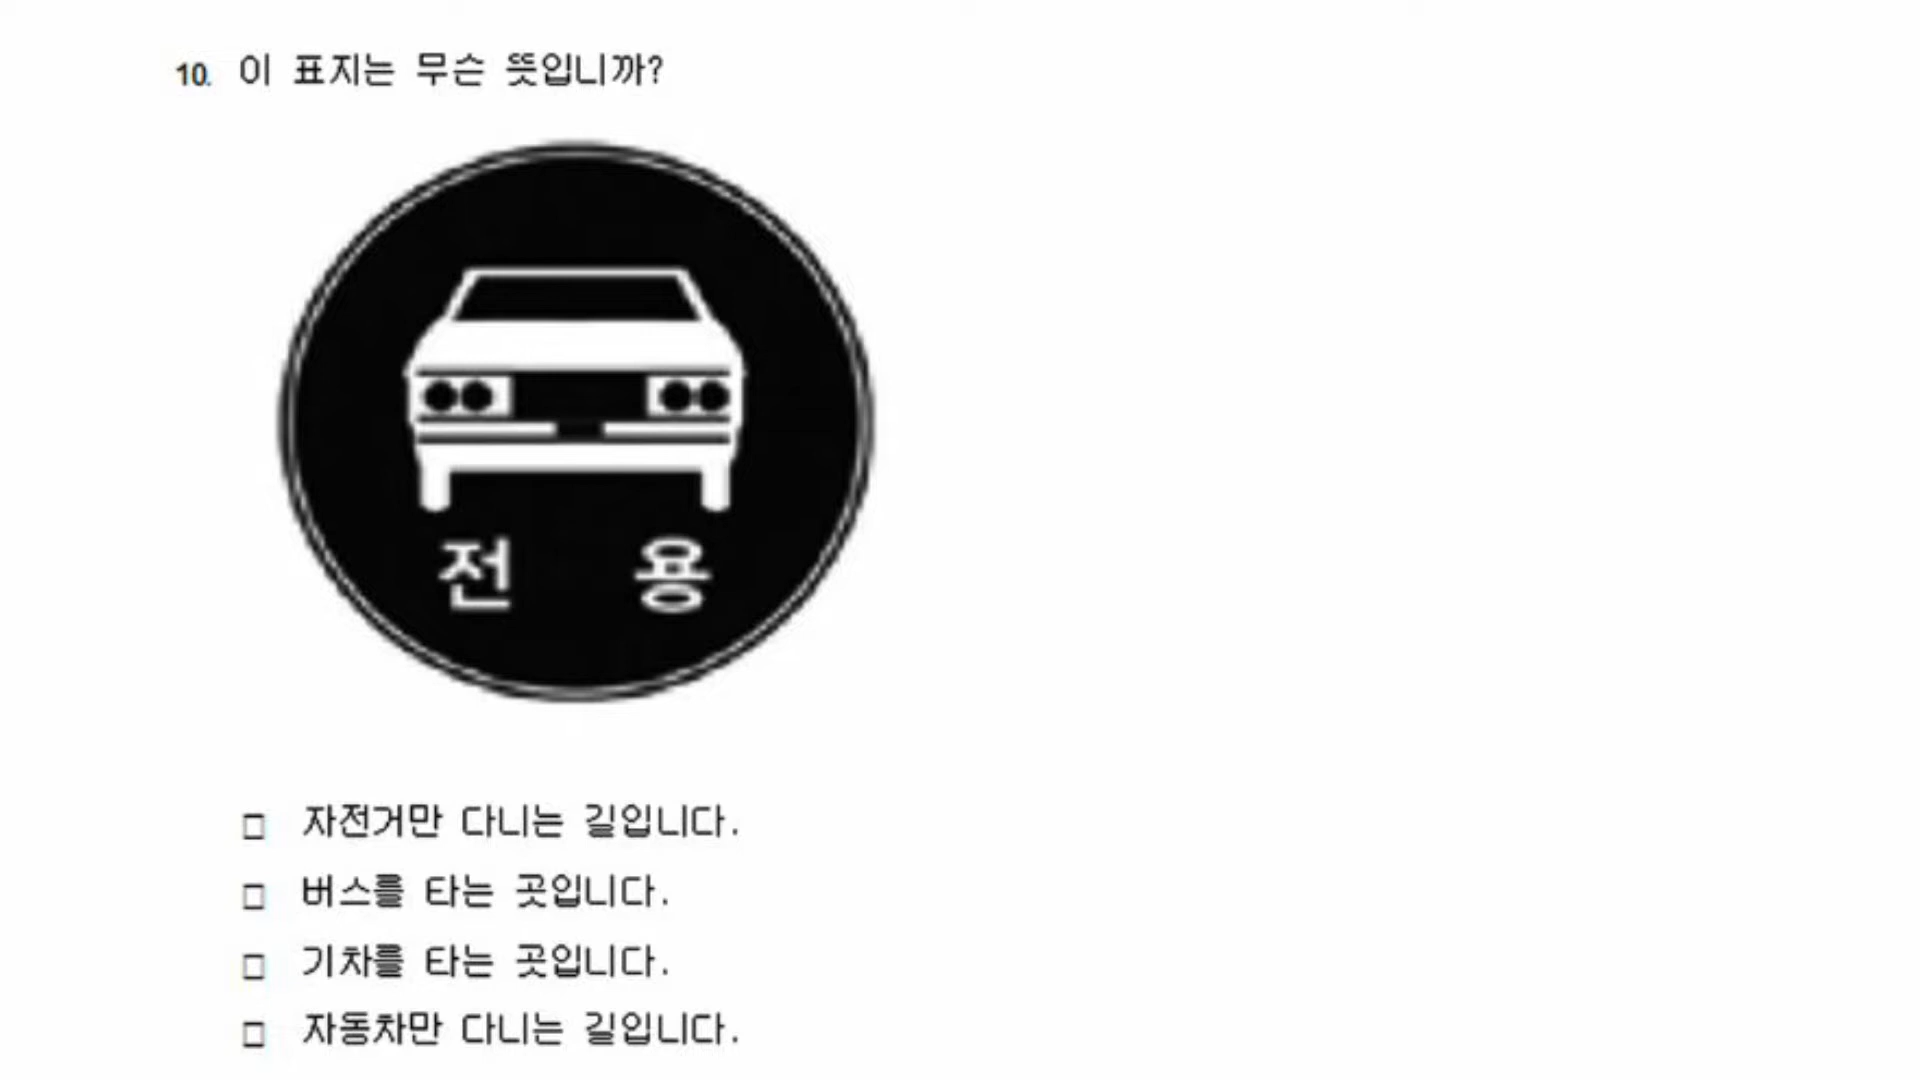 10. 이 표지는 무슨 뜻입니까?
전 용
□ 자전거만 다니는 길입니다.
□ 버스를 타는 곳입니다.
□ 기차를 타는 곳입니다.
□ 자동차만 다니는 길입니다.